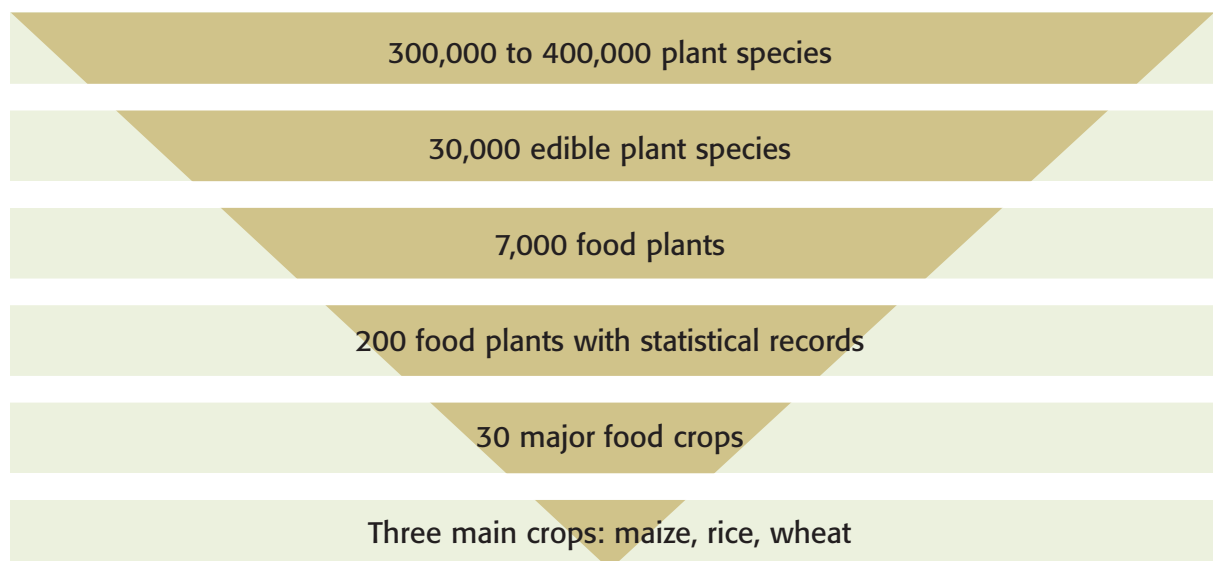 300,000 to 400,000 plant species
30,000 edible plant species
7,000 food plants
200 food plants with statistical records
30 major food crops
Three main crops: maize, rice, wheat